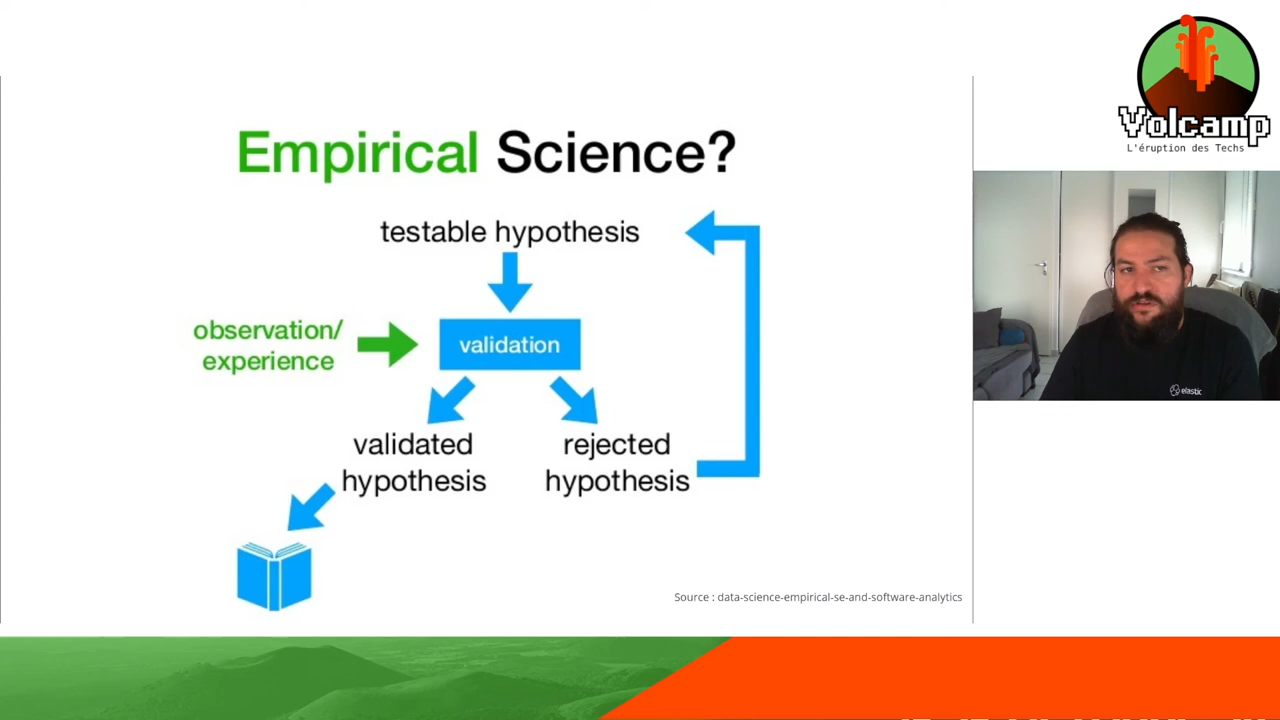 Volcamp
L'éruption des Techs
Empirical Science?
testable hypothesis
observation/
experience
validation
validated
hypothesis
rejected
hypothesis
elastic
Source : data-science-empirical-se-and-software-analytics